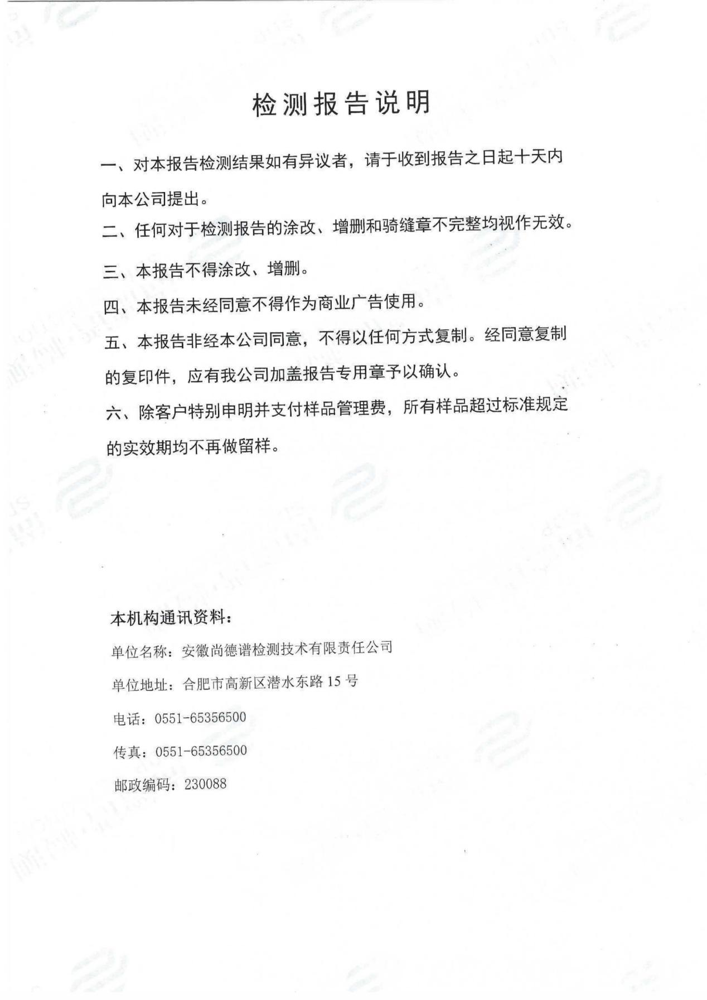 检测报告说明
一、对本报告检测结果如有异议者，请于收到报告之日起十天内
向本公司提出。
二、任何对于检测报告的涂改、增删和骑缝章不完整均视作无效。
三、本报告不得涂改、增删。
四、本报告未经同意不得作为商业广告使用。
五、本报告非经本公司同意，不得以任何方式复制。经同意复制
的复印件，应有我公司加盖报告专用章予以确认。
六、除客户特别申明并支付样品管理费，所有样品超过标准规定
的实效期均不再做留样。
本机构通讯资料：
单位名称：安徽尚德谱检测技术有限责任公司
单位地址：合肥市高新区潜水东路 15 号
电话：0551-65356500
传真：0551-65356500
邮政编码：230088